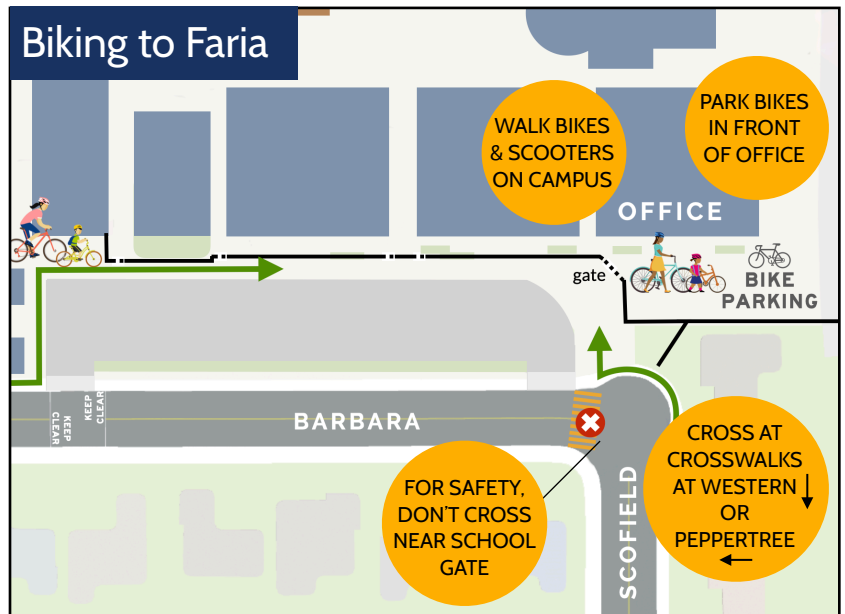 Biking to Faria
WALK BIKES
& SCOOTERS
ON CAMPUS
PARK BIKES
IN FRONT
OF OFFICE
OFFICE
gate
BIKE
PARKING
KEEP
CLEAR
KEEP
CLEAR
BARBARA
FOR SAFETY,
DON'T CROSS
NEAR SCHOOL
GATE
SCOFIELD
CROSS AT
CROSSWALKS
AT WESTERN
OR
PEPPERTREE